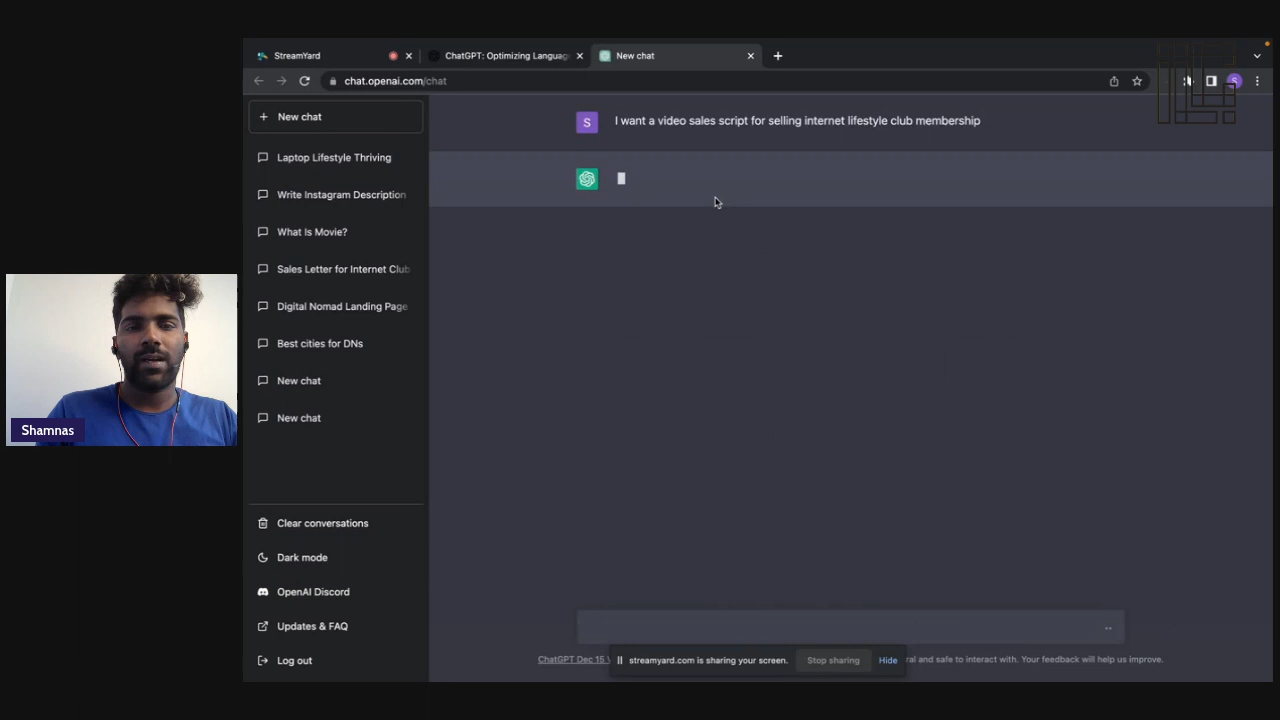 StreamYard
ChatGPT: Optimizing Languag
New chat
chat.openai.com/chat
New chat
Laptop Lifestyle Thriving
Write Instagram Description
What Is Movie?
Sales Letter for Internet Club
Digital Nomad Landing Page
Best cities for DNs
New chat
New chat
Clear conversations
Dark mode
OpenAI Discord
Updates & FAQ
Log out
S
I want a video sales script for selling internet lifestyle club membership
S
Shamnas
streamyard.com is sharing your screen.
Stop sharing
Hide
ChatGPT Dec 15
and safe to interact with. Your feedback will help us improve.